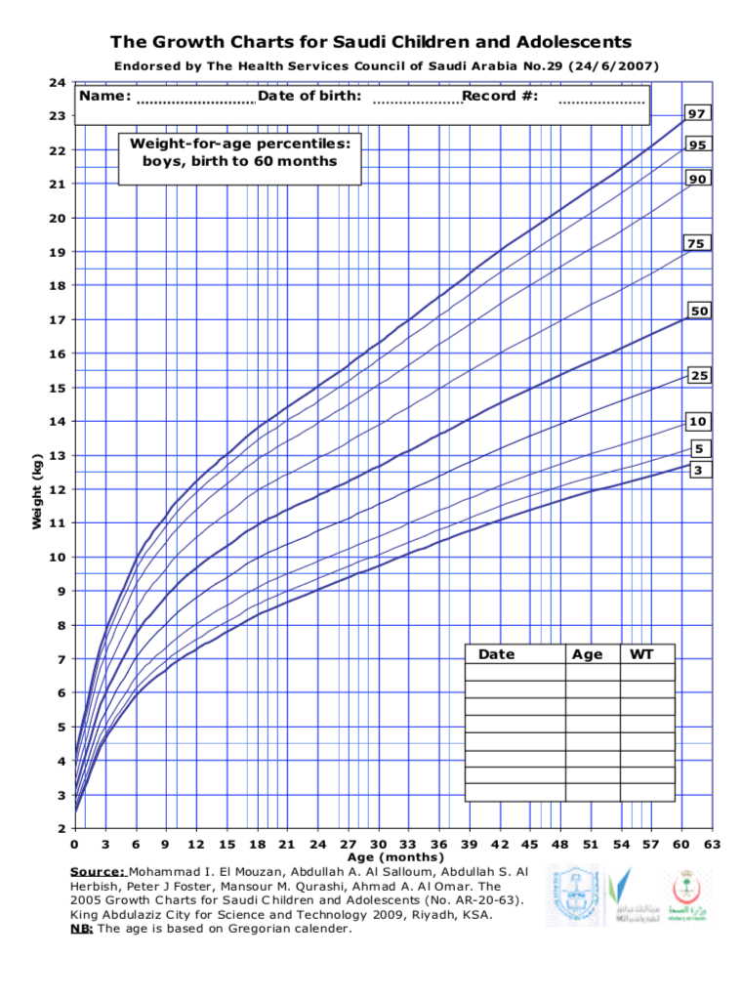 The Growth Charts for Saudi Children and Adolescents
Endorsed by The Health Services Council of Saudi Arabia No.29 (24/6/2007)
Name: ........................... Date of birth: ..................... Record #: ....................
Weight-for-age percentiles:
boys, birth to 60 months
24
23
22
21
20
19
18
17
16
15
14
13
12
11
10
9
8
7
6
5
4
3
2
Weight (kg)
97
95
90
75
50
25
10
5
3
Date Age WT
0 3 6 9 12 15 18 21 24 27 30 33 36 39 42 45 48 51 54 57 60 63
Age (months)
Source: Mohammad I. El Mouzan, Abdullah A. Al Salloum, Abdullah S. Al
Herbish, Peter J Foster, Mansour M. Qurashi, Ahmad A. Al Omar. The
2005 Growth Charts for Saudi Children and Adolescents (No. AR-20-63).
King Abdulaziz City for Science and Technology 2009, Riyadh, KSA.
NB: The age is based on Gregorian calender.
وزارة الصحة